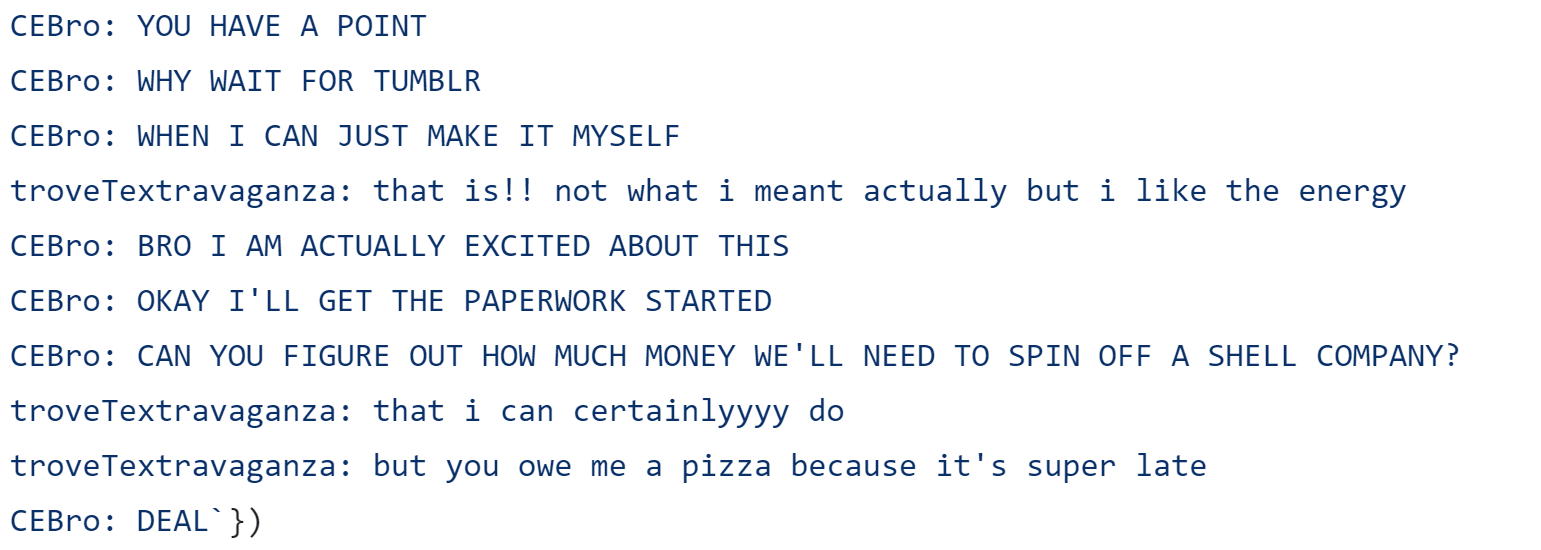 CEBro: YOU HAVE A POINT
CEBro: WHY WAIT FOR TUMBLR
CEBro: WHEN I CAN JUST MAKE IT MYSELF
troveTextravaganza: that is!! not what i meant actually but i like the energy
CEBro: BRO I AM ACTUALLY EXCITED ABOUT THIS
CEBro: OKAY I'LL GET THE PAPERWORK STARTED
CEBro: CAN YOU FIGURE OUT HOW MUCH MONEY WE'LL NEED TO SPIN OFF A SHELL COMPANY?
troveTextravaganza: that i can certainlyyyy do
troveTextravaganza: but you owe me a pizza because it's super late
CEBro: DEAL`})